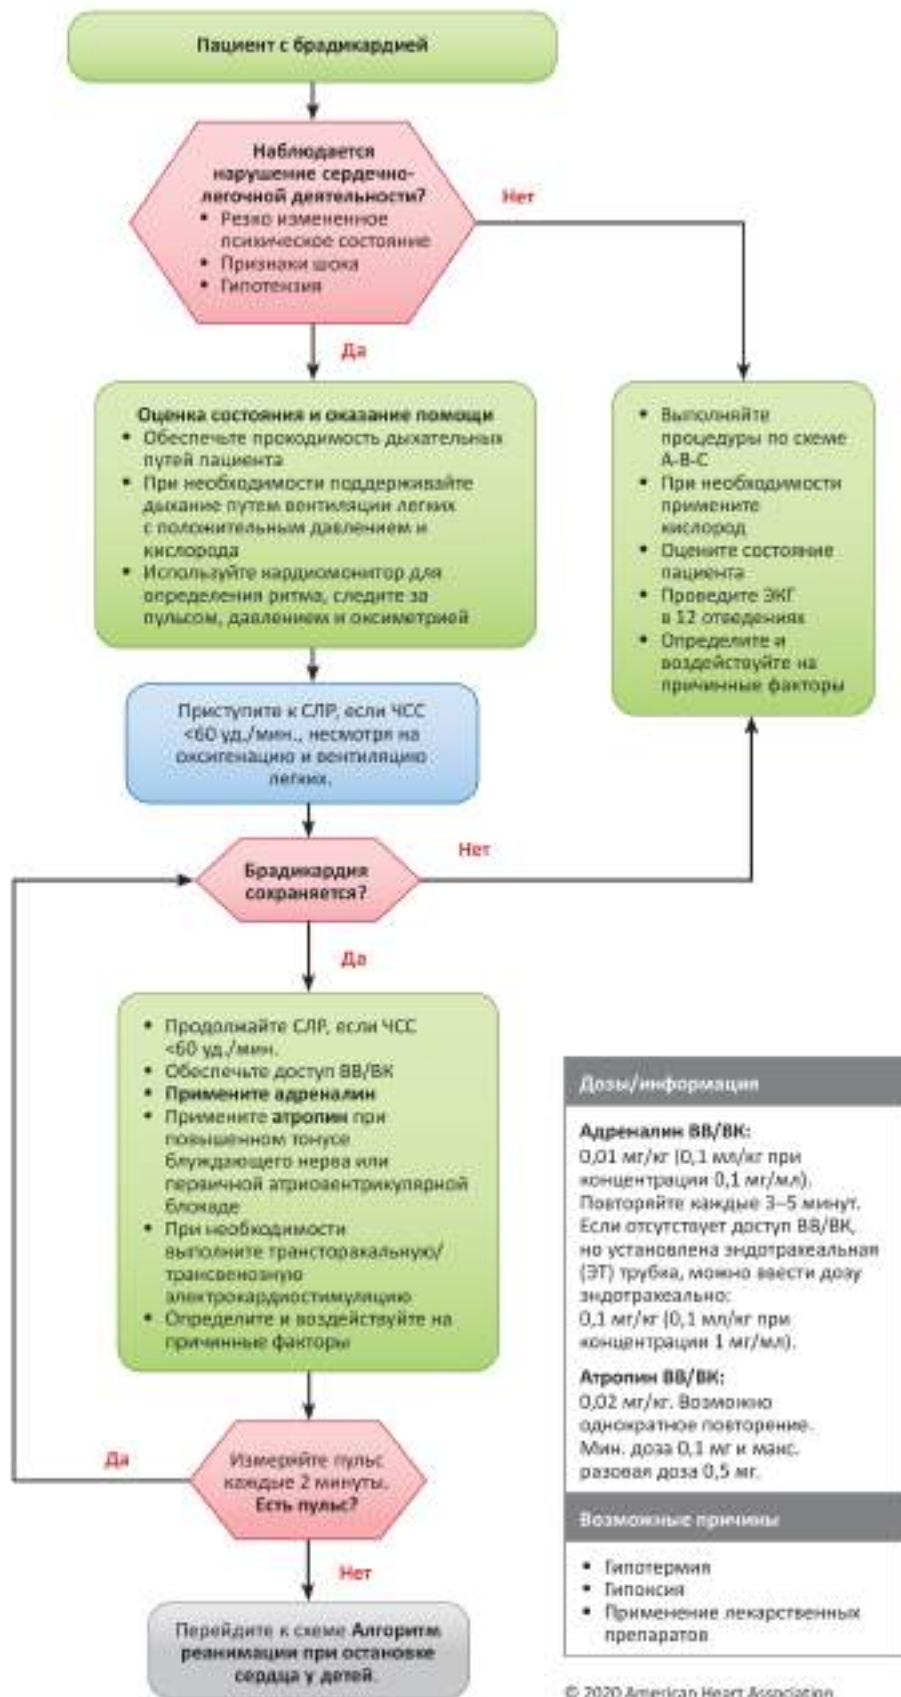 Пациент с брадикардией
Наблюдается
нарушение сердечно-
легочной деятельности?
• Резко измененное
психическое состояние
• Признаки шока
• Гипотензия
Нет
Да
Оценка состояния и оказание помощи
• Обеспечьте проходимость дыхательных
путей пациента
• При необходимости поддерживайте
дыхание путем вентиляции легких
с положительным давлением и
кислорода
• Используйте кардиомонитор для
определения ритма, следите за
пульсом, давлением и оксиметрией
• Выполняйте
процедуры по схеме
A-B-C
• При необходимости
примените
кислород
• Оцените состояние
пациента
• Проведите ЭКГ
в 12 отведениях
• Определите и
воздействуйте на
причинные факторы
Приступите к СЛР, если ЧСС
<60 уд./мин., несмотря на
оксигенацию и вентиляцию
легких.
Брадикардия
сохраняется?
Нет
Да
• Продолжайте СЛР, если ЧСС
<60 уд./мин.
• Обеспечьте доступ ВВ/ВК
• Примените адреналин
• Примените атропин при
повышенном тонусе
блуждающего нерва или
первичной атриовентрикулярной
блокаде
• При необходимости
выполните трансторакальную/
трансвенозную
электрокардиостимуляцию
• Определите и воздействуйте на
причинные факторы
Измеряйте пульс
каждые 2 минуты.
Есть пульс?
Да
Нет
Перейдите к схеме Алгоритм
реанимации при остановке
сердца у детей.
Дозы/информация
Адреналин ВВ/ВК:
0,01 мг/кг (0,1 мл/кг при
концентрации 0,1 мг/мл).
Повторяйте каждые 3–5 минут.
Если отсутствует доступ ВВ/ВК,
но установлена эндотрахеальная
(ЭТ) трубка, можно ввести дозу
эндотрахеально:
0,1 мг/кг (0,1 мл/кг при
концентрации 1 мг/мл).
Атропин ВВ/ВК:
0,02 мг/кг. Возможно
однократное повторение.
Мин. доза 0,1 мг и макс.
разовая доза 0,5 мг.
Возможные причины
• Гипотермия
• Гипоксия
• Применение лекарственных
препаратов
© 2020 American Heart Association